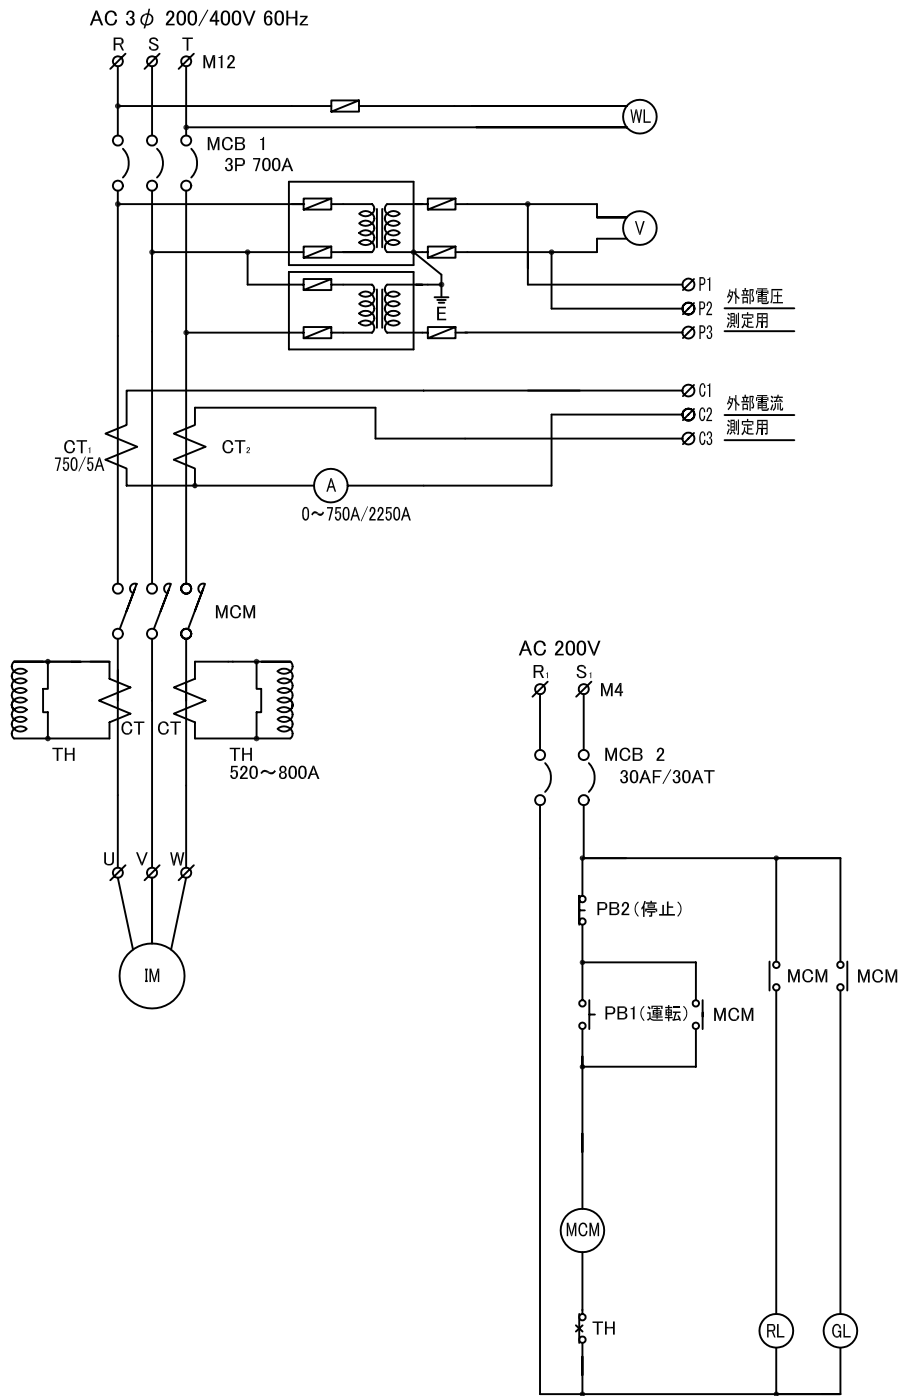 AC 3φ 200/400V 60Hz
R S T
M12
WL
MCB 1
3P 700A
V
P1
P2
P3
外部電圧
測定用
E
C1
C2
C3
外部電流
測定用
CT₁
750/5A
CT₂
A
0～750A/2250A
MCM
CT
CT
TH
TH
520～800A
U V W
IM
AC 200V
R₁ S₁
M4
MCB 2
30AF/30AT
PB2(停止)
PB1(運転)
MCM
MCM
MCM
MCM
TH
RL
GL